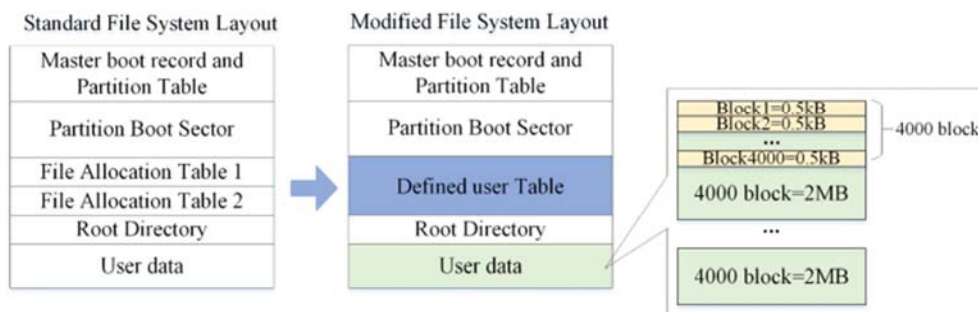 Standard File System Layout
Master boot record and
Partition Table
Partition Boot Sector
File Allocation Table 1
File Allocation Table 2
Root Directory
User data
Modified File System Layout
Master boot record and
Partition Table
Partition Boot Sector
Defined user Table
Root Directory
User data
Block1=0.5kB
Block2=0.5kB
...
Block4000=0.5kB
4000 block
4000 block=2MB
...
4000 block=2MB